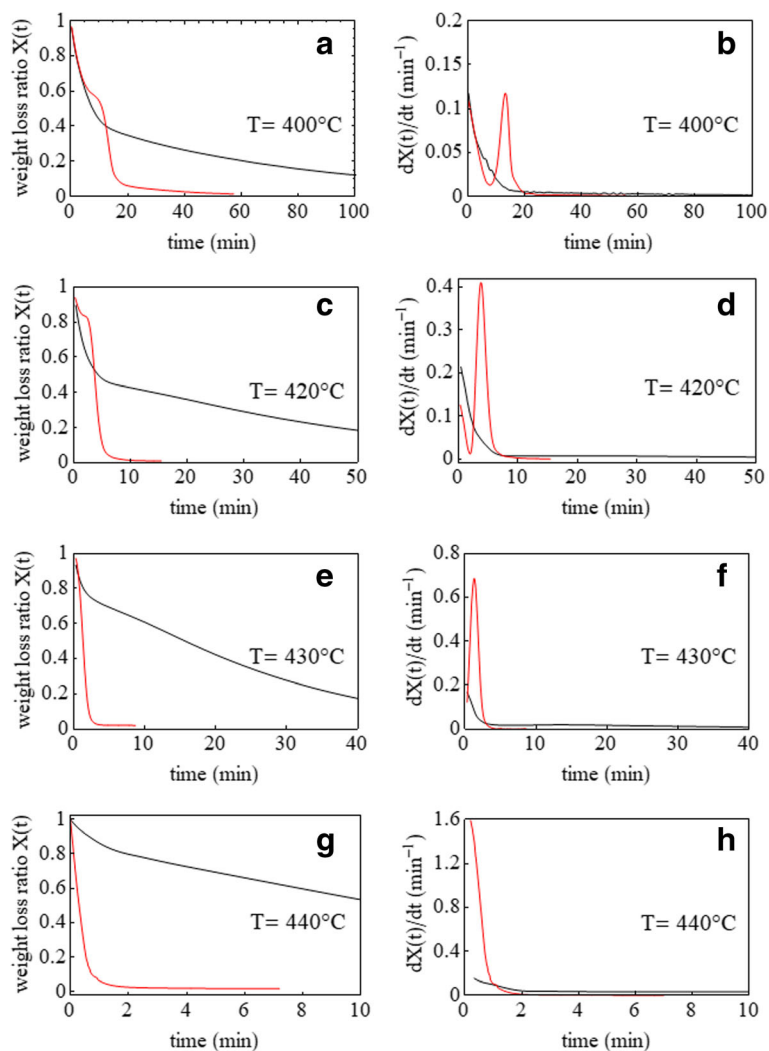 weight loss ratio X(t)
1
0.8
0.6
0.4
0.2
0
a
T= 400°C
0 20 40 60 80 100
time (min)
dX(t)/dt (min⁻¹)
0.2
0.15
0.1
0.05
0
b
T= 400°C
0 20 40 60 80 100
time (min)
weight loss ratio X(t)
1
0.8
0.6
0.4
0.2
0
c
T= 420°C
0 10 20 30 40 50
time (min)
dX(t)/dt (min⁻¹)
0.4
0.3
0.2
0.1
0
d
T= 420°C
0 10 20 30 40 50
time (min)
weight loss ratio X(t)
1
0.8
0.6
0.4
0.2
0
e
T= 430°C
0 10 20 30 40
time (min)
dX(t)/dt (min⁻¹)
0.8
0.6
0.4
0.2
0
f
T= 430°C
0 10 20 30 40
time (min)
weight loss ratio X(t)
1
0.8
0.6
0.4
0.2
0
g
T= 440°C
0 2 4 6 8 10
time (min)
dX(t)/dt (min⁻¹)
1.6
1.2
0.8
0.4
0
h
T= 440°C
0 2 4 6 8 10
time (min)